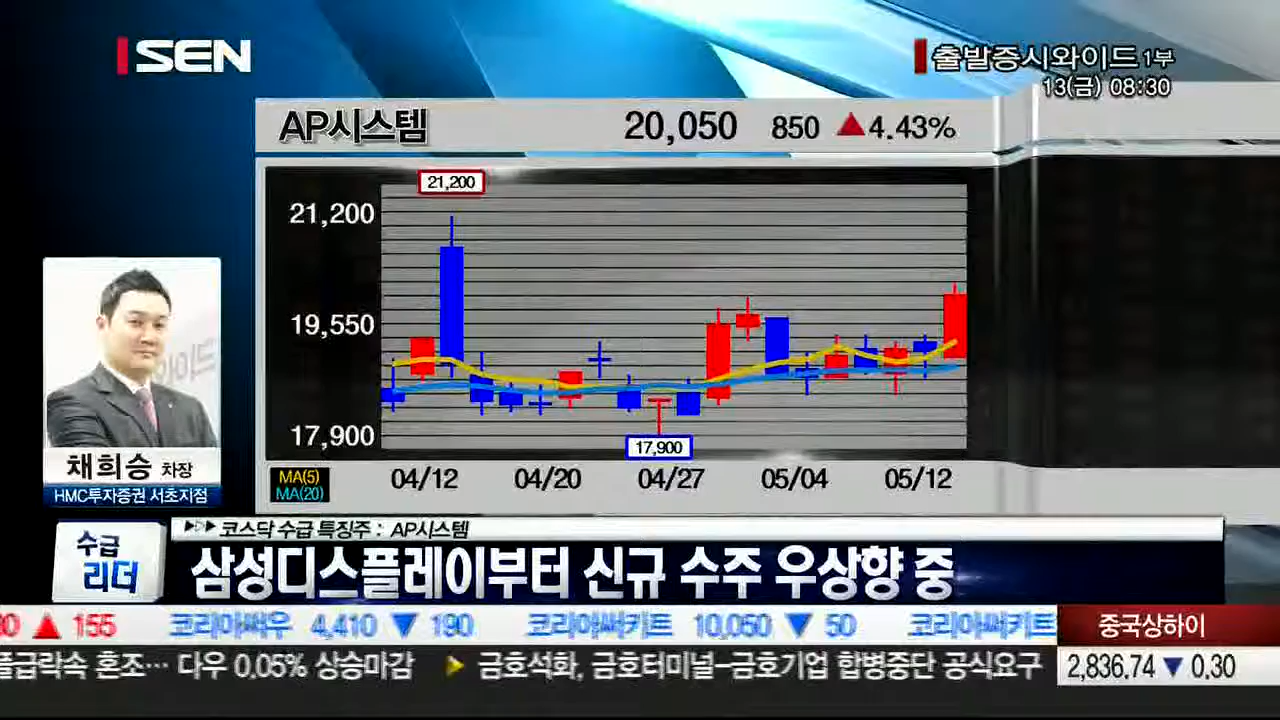 SEN
출발증시와이드 1부
13(금) 08:30
AP시스템 20,050 850 ▲4.43%
21,200
21,200
19,550
17,900
17,900
MA(5)
MA(20)
04/12 04/20 04/27 05/04 05/12
채희승 차장
HMC투자증권 서초지점
수급
리더
코스닥 수급 특징주 : AP시스템
삼성디스플레이부터 신규 수주 우상향 중
0 ▲ 155 코리아써우 4,410 ▼ 190 코리아써키트 10,050 ▼ 50 코리아써키트
중국상하이
급락속 혼조… 다우 0.05% 상승마감 ▶ 금호석화, 금호터미널-금호기업 합병중단 공식요구
2,836.74 ▼ 0.30